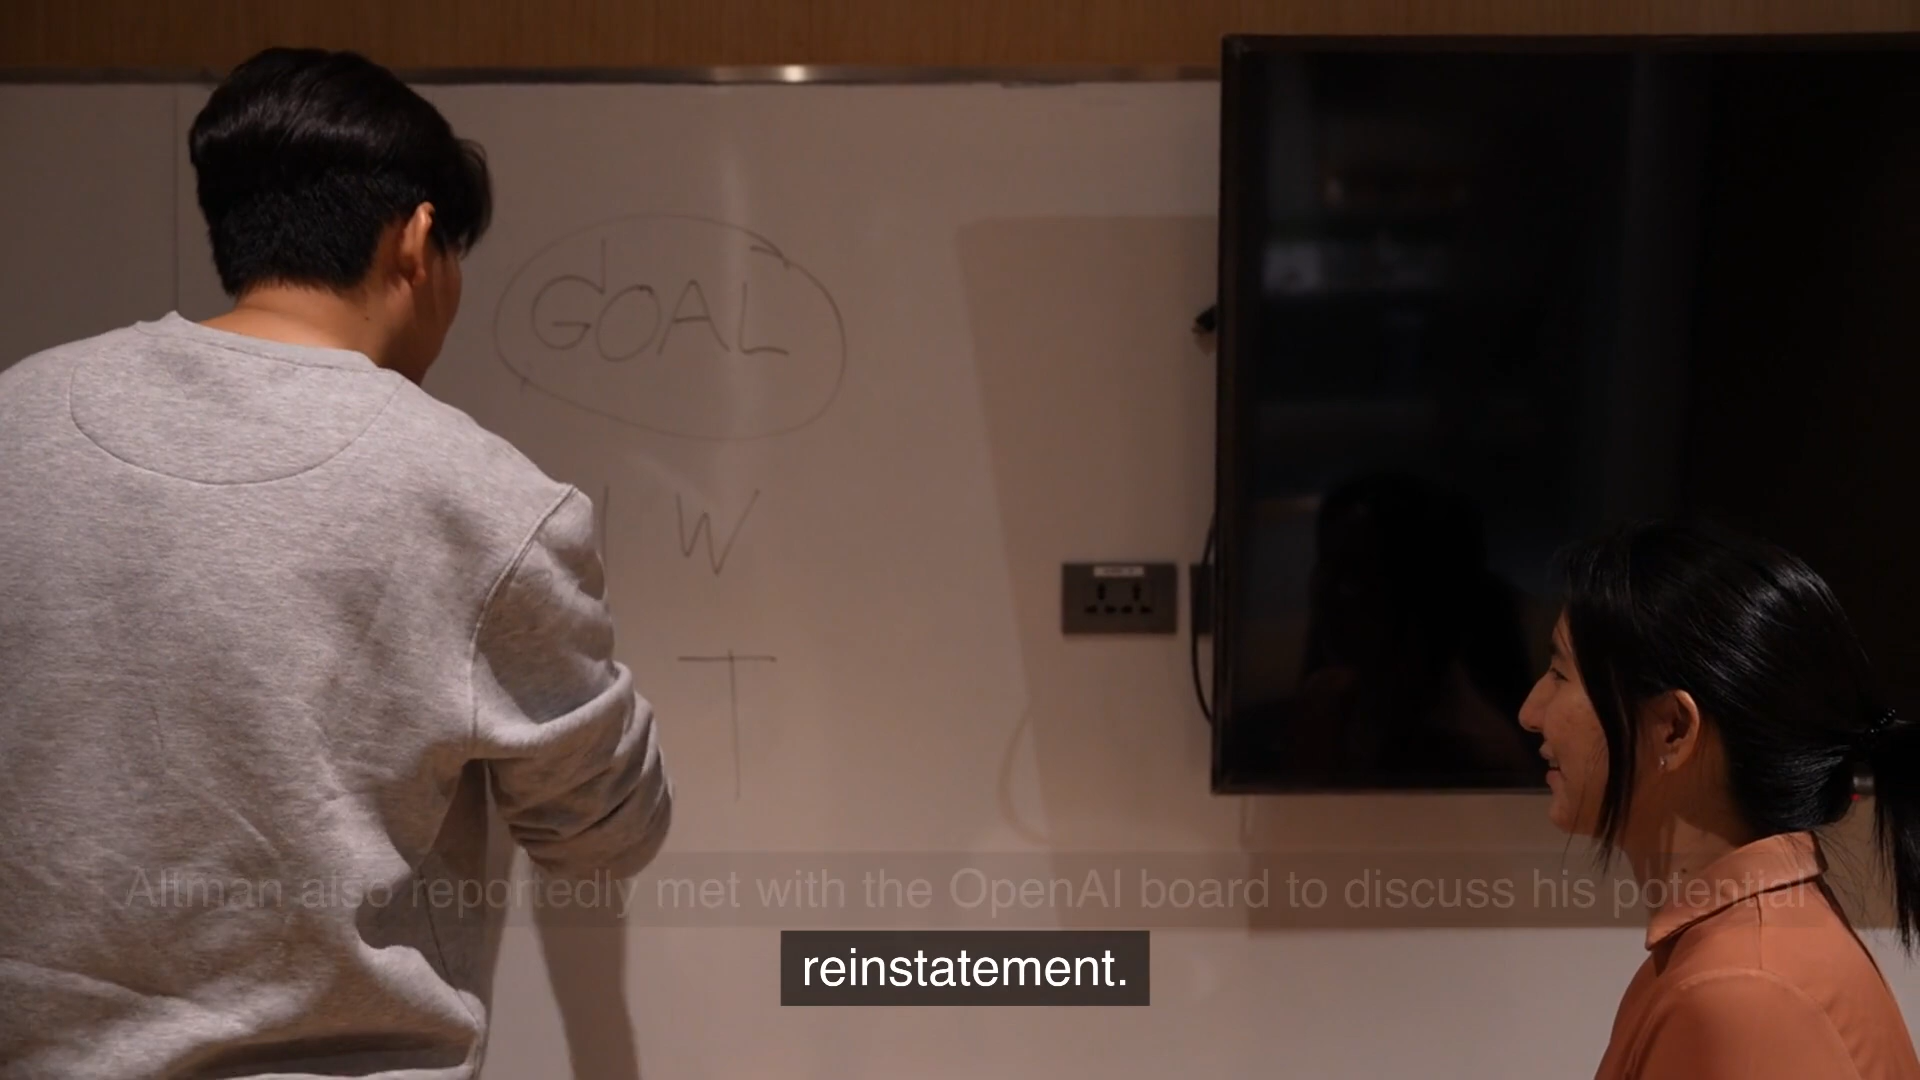 GOAL
W
T
Altman also reportedly met with the OpenAI board to discuss his potential
reinstatement.